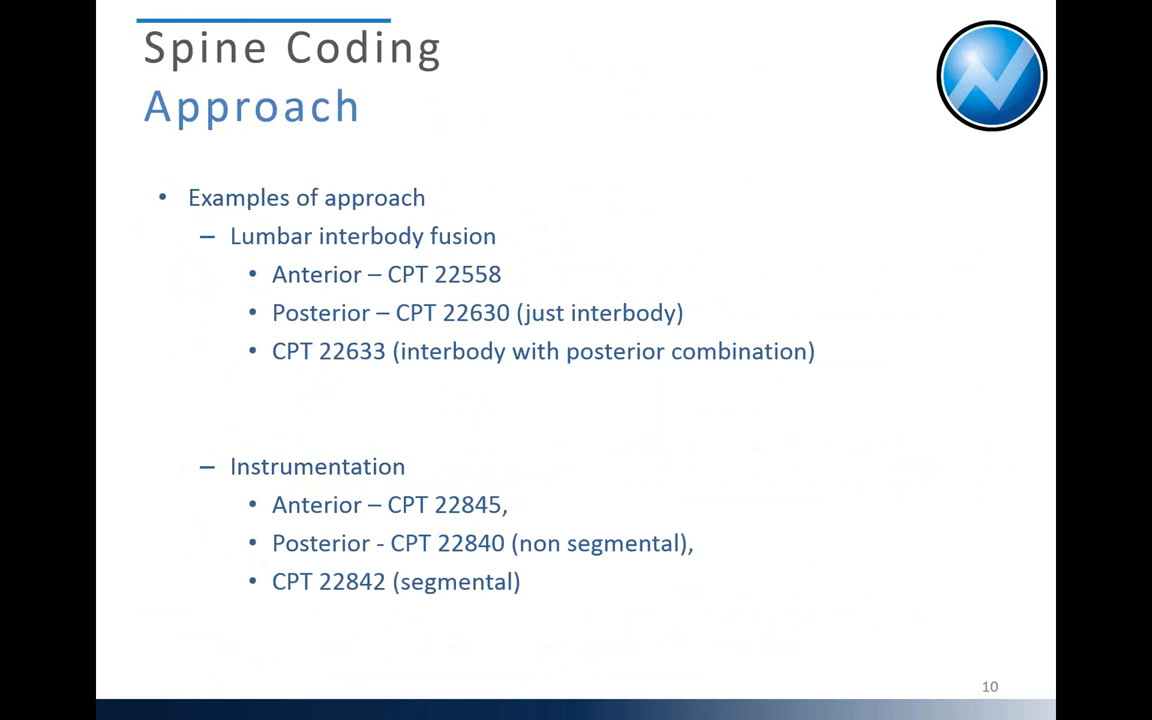 Spine Coding
Approach
• Examples of approach
– Lumbar interbody fusion
• Anterior – CPT 22558
• Posterior – CPT 22630 (just interbody)
• CPT 22633 (interbody with posterior combination)
– Instrumentation
• Anterior – CPT 22845,
• Posterior - CPT 22840 (non segmental),
• CPT 22842 (segmental)
10